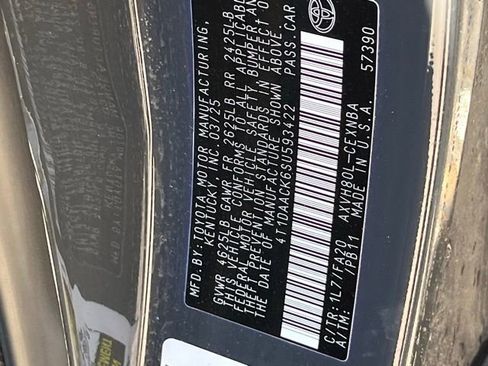 MFD.BY:TOYOTA MOTOR MANUFACTURING,
KENTUCKY, INC. 03/25
GVWR 4625LB GAWR FR 2625LB RR 2425LB
THIS VEHICLE CONFORMS TO ALL APPLICABLE
FEDERAL MOTOR VEHICLE SAFETY, BUMPER, AND
THEFT PREVENTION STANDARDS IN EFFECT ON
THE DATE OF MANUFACTURE SHOWN ABOVE.
4T1DAACK6SU593422 PASS.CAR
C/TR:1L7/FA20 AXVH80L-CEXNBA
A/TM: /PB11 MADE IN U.S.A. 57390